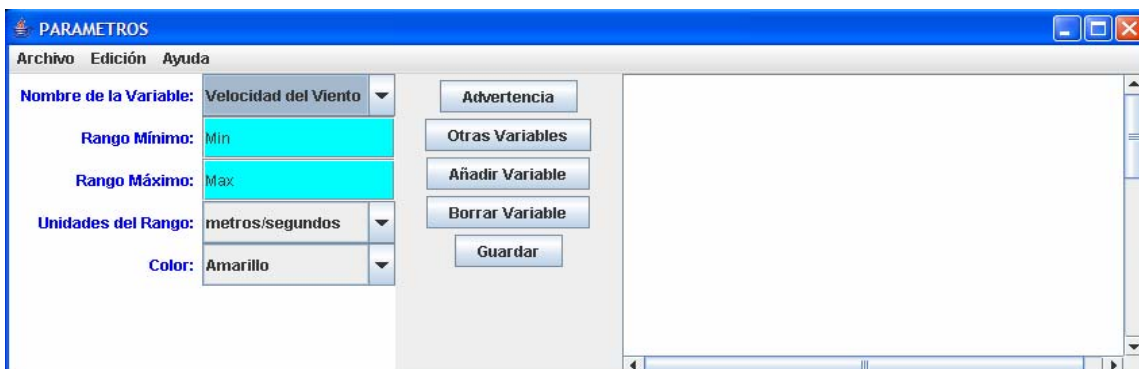 PARAMETROS
Archivo Edición Ayuda
Nombre de la Variable: Velocidad del Viento
Rango Mínimo: Min
Rango Máximo: Max
Unidades del Rango: metros/segundos
Color: Amarillo
Advertencia
Otras Variables
Añadir Variable
Borrar Variable
Guardar